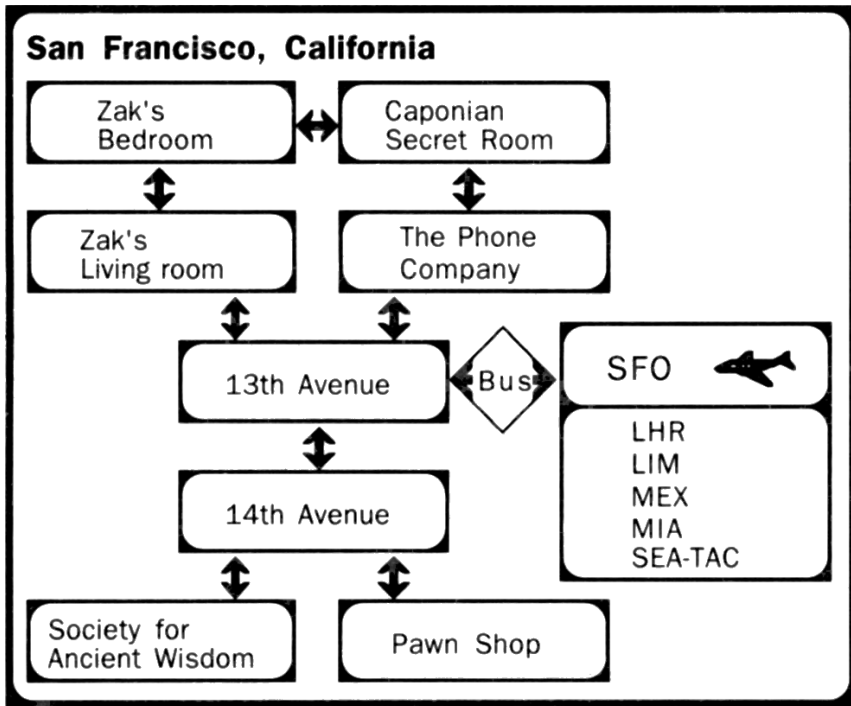 San Francisco, California
Zak's
Bedroom
Caponian
Secret Room
Zak's
Living room
The Phone
Company
13th Avenue
Bus
SFO
LHR
LIM
MEX
MIA
SEA-TAC
14th Avenue
Society for
Ancient Wisdom
Pawn Shop